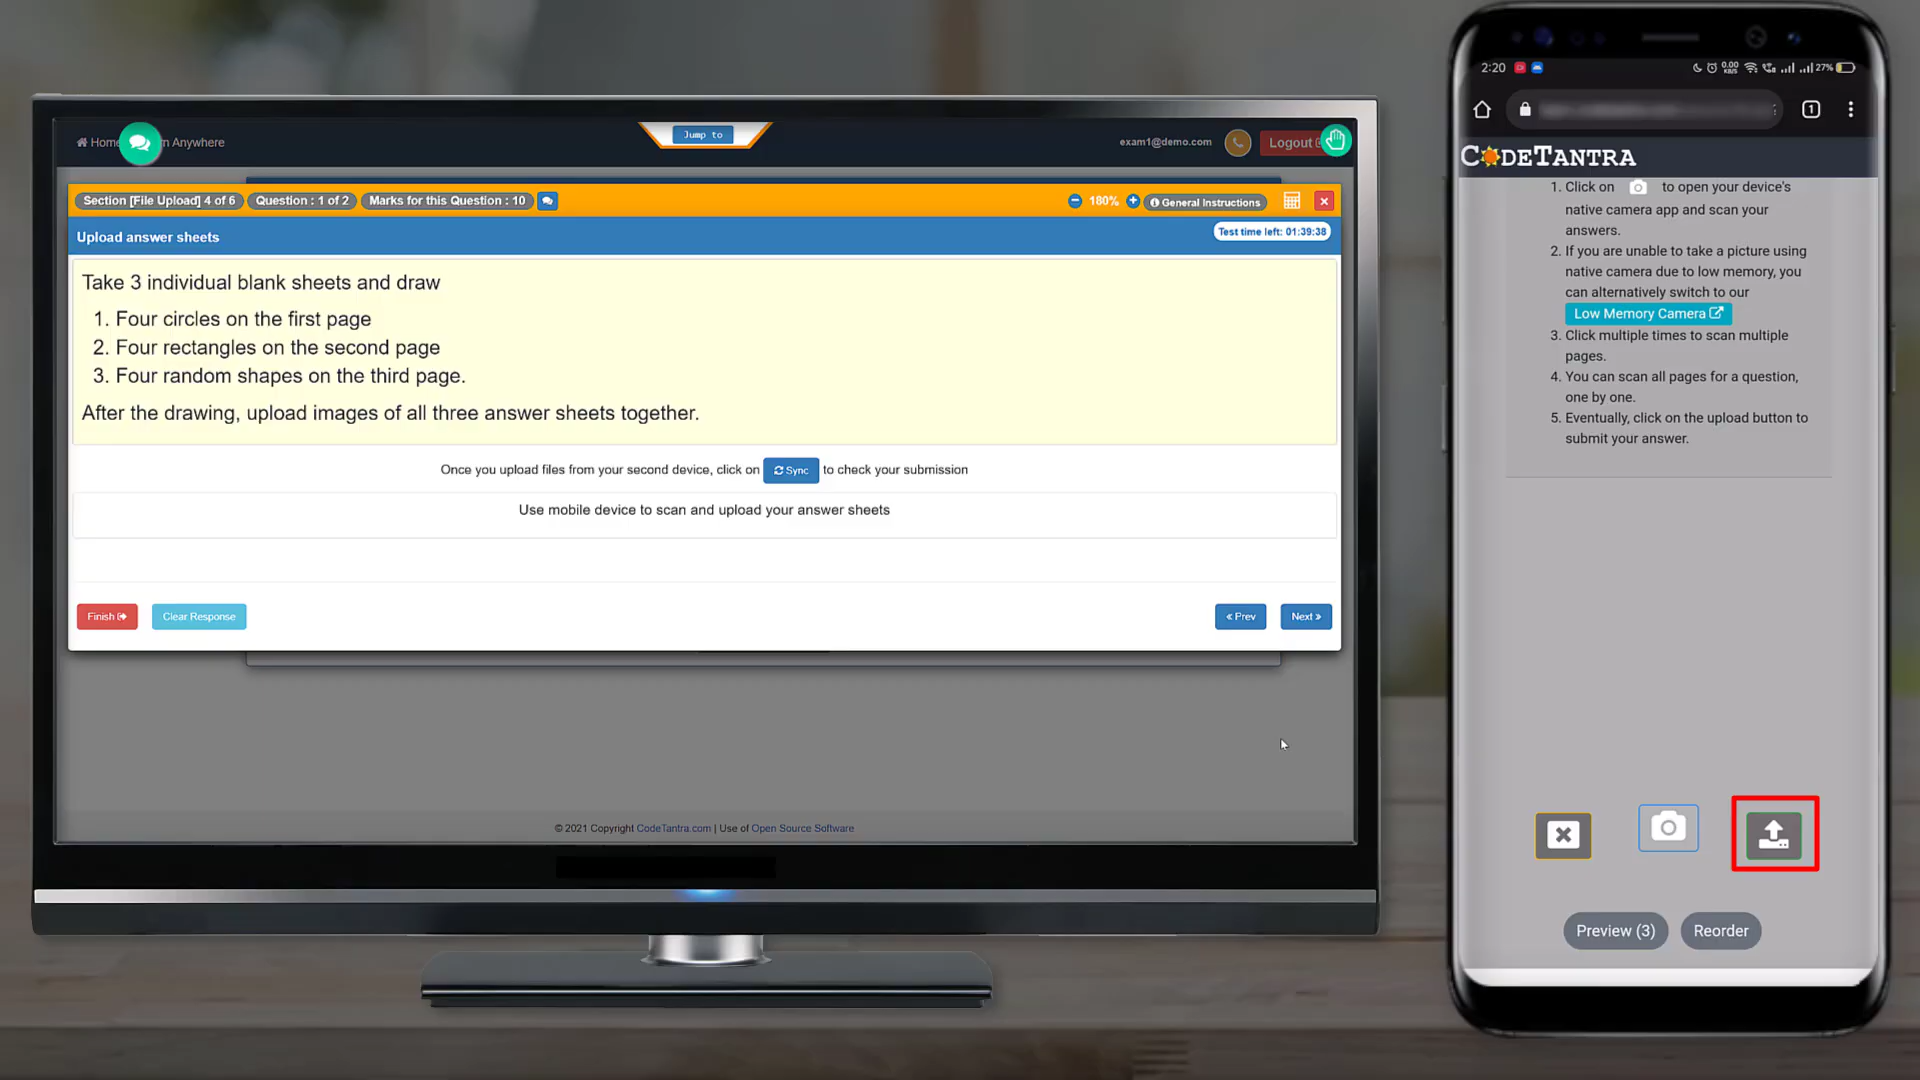 Home
n Anywhere
Jump to
exam1@demo.com
Logout
Section [File Upload] 4 of 6
Question : 1 of 2
Marks for this Question : 10
180%
General Instructions
Upload answer sheets
Test time left: 01:39:38
Take 3 individual blank sheets and draw
1. Four circles on the first page
2. Four rectangles on the second page
3. Four random shapes on the third page.
After the drawing, upload images of all three answer sheets together.
Once you upload files from your second device, click on Sync to check your submission
Use mobile device to scan and upload your answer sheets
Finish
Clear Response
« Prev
Next »
© 2021 Copyright CodeTantra.com | Use of Open Source Software
2:20
0.00 KB/S
27%
1
CODETANTRA
1. Click on to open your device's
native camera app and scan your
answers.
2. If you are unable to take a picture using
native camera due to low memory, you
can alternatively switch to our
Low Memory Camera
3. Click multiple times to scan multiple
pages.
4. You can scan all pages for a question,
one by one.
5. Eventually, click on the upload button to
submit your answer.
Preview (3)
Reorder